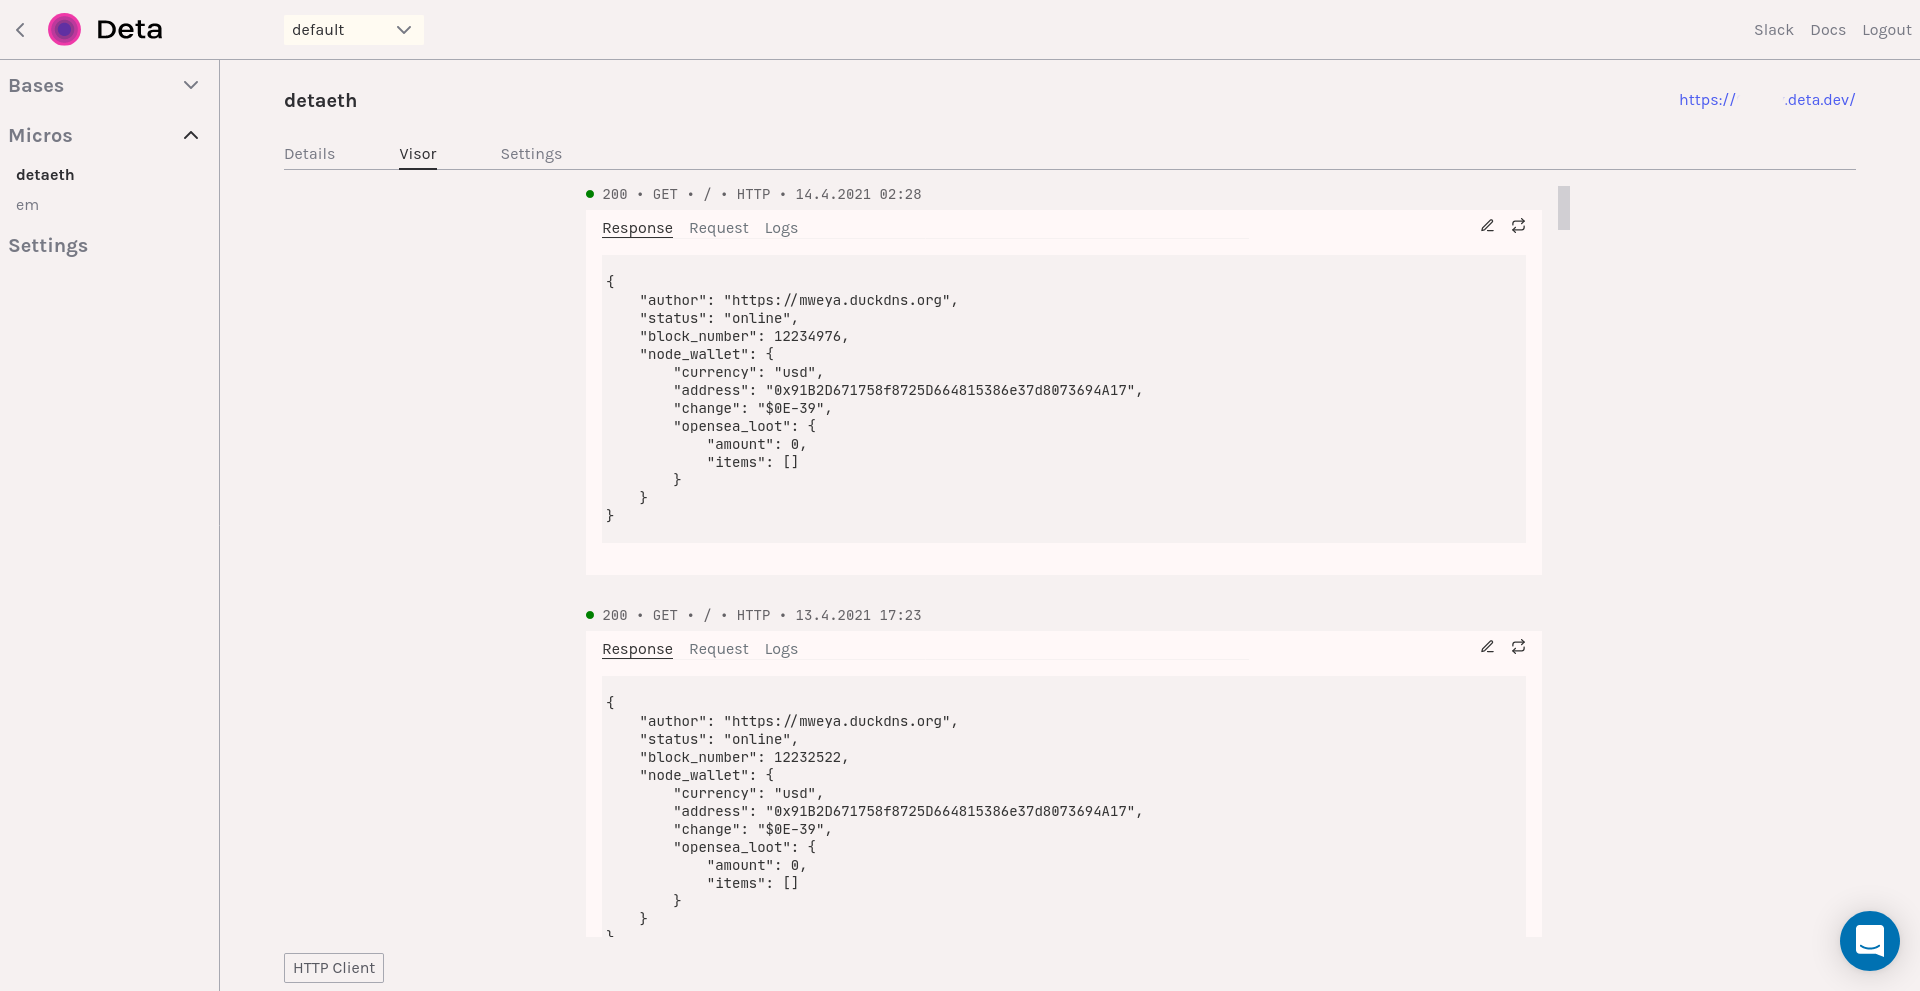 Deta
default
Slack Docs Logout
Bases
Micros
detaeth
em
Settings
detaeth
https:// .deta.dev/
Details Visor Settings
200 • GET • / • HTTP • 14.4.2021 02:28
Response Request Logs
{
    "author": "https://mweya.duckdns.org",
    "status": "online",
    "block_number": 12234976,
    "node_wallet": {
        "currency": "usd",
        "address": "0x91B2D671758f8725D664815386e37d8073694A17",
        "change": "$0E-39",
        "opensea_loot": {
            "amount": 0,
            "items": []
        }
    }
}
200 • GET • / • HTTP • 13.4.2021 17:23
Response Request Logs
{
    "author": "https://mweya.duckdns.org",
    "status": "online",
    "block_number": 12232522,
    "node_wallet": {
        "currency": "usd",
        "address": "0x91B2D671758f8725D664815386e37d8073694A17",
        "change": "$0E-39",
        "opensea_loot": {
            "amount": 0,
            "items": []
        }
    }
}
HTTP Client